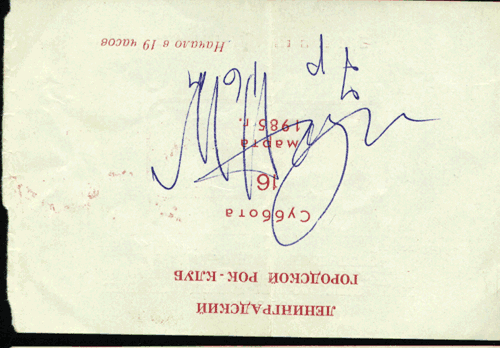 ЛЕНИНГРАДСКИЙ
ГОРОДСКОЙ РОК-КЛУБ
Суббота
16
марта
1985 г.
Начало в 19 часов